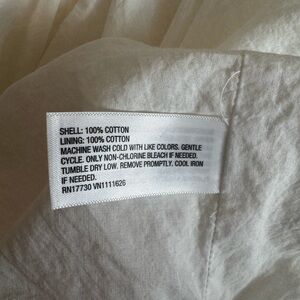 SHELL: 100% COTTON
LINING: 100% COTTON
MACHINE WASH COLD WITH LIKE COLORS. GENTLE
CYCLE. ONLY NON-CHLORINE BLEACH IF NEEDED.
TUMBLE DRY LOW. REMOVE PROMPTLY. COOL IRON
IF NEEDED.
RN17730 VN1111626